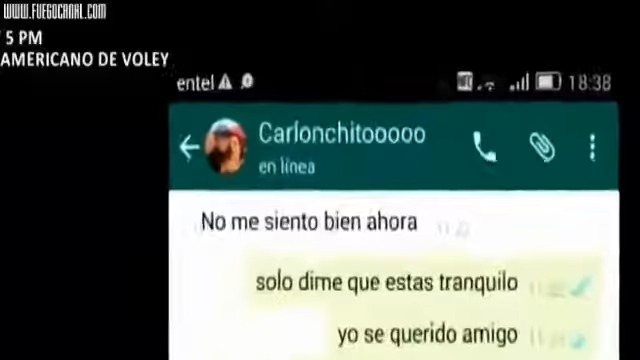 WWW.FUEGOCANAL.COM
5 PM
AMERICANO DE VOLEY
entel 18:38
Carlonchitooooo
en línea
No me siento bien ahora
solo dime que estas tranquilo
yo se querido amigo